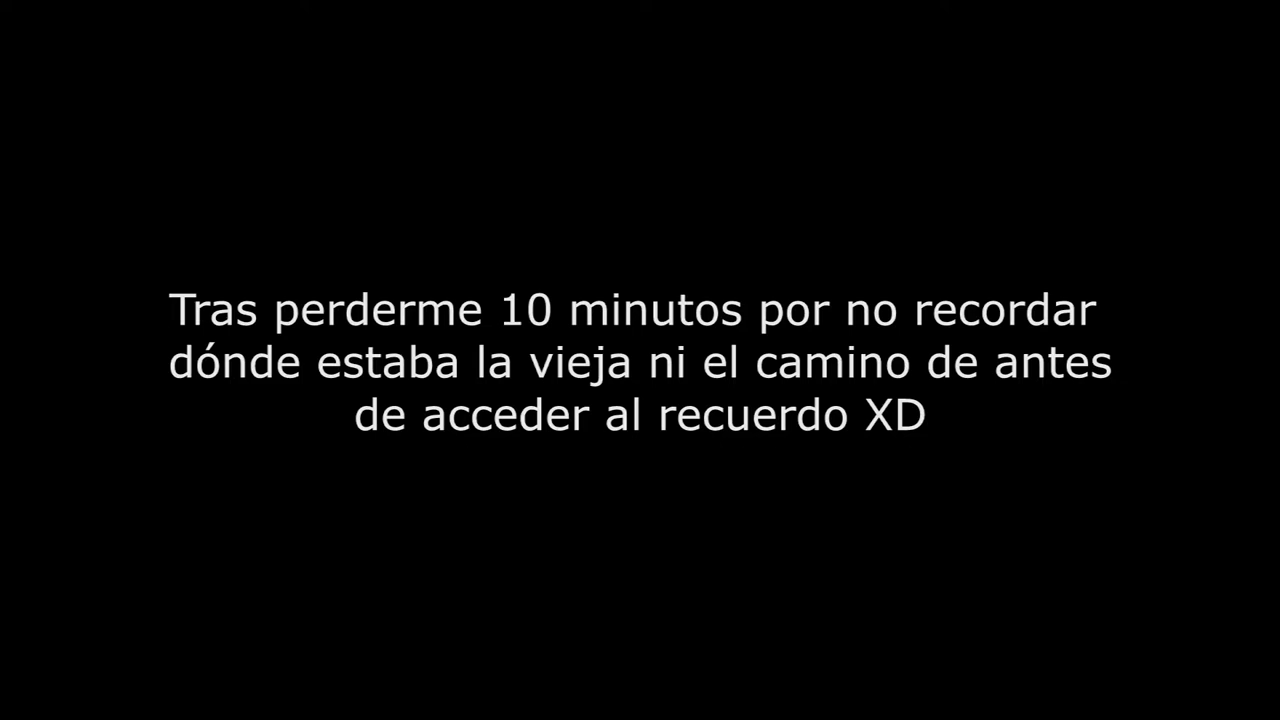 Tras perderme 10 minutos por no recordar
dónde estaba la vieja ni el camino de antes
de acceder al recuerdo XD